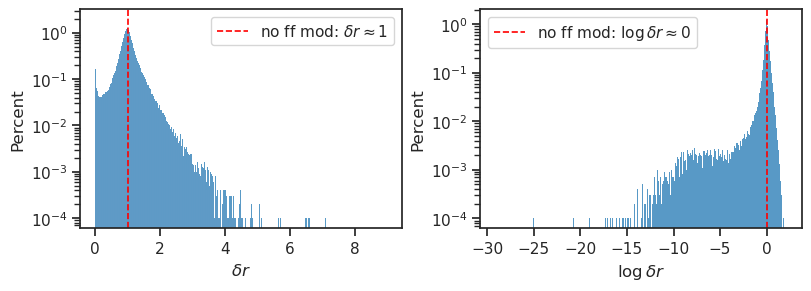 Percent
10⁰
10⁻¹
10⁻²
10⁻³
10⁻⁴
no ff mod: δr ≈ 1
0 2 4 6 8
δr
Percent
10⁰
10⁻¹
10⁻²
10⁻³
10⁻⁴
no ff mod: log δr ≈ 0
−30 −25 −20 −15 −10 −5 0
log δr